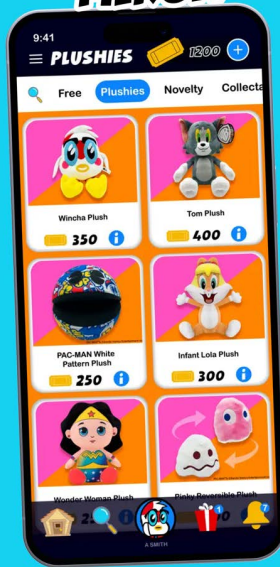 9:41
PLUSHIES 1200 +
Free Plushies Novelty Collecta
Wincha Plush
350 i
Tom Plush
400 i
PAC-MAN White
Pattern Plush
250 i
Infant Lola Plush
300 i
Wonder Woman Plush
Pinky Reversible Plush
A SMITH